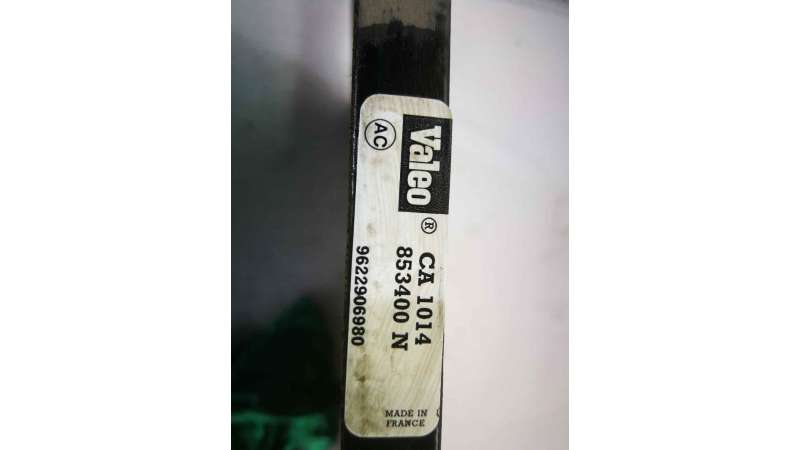 Valeo ®
CA 1014
853400 N
AC
9622906980
MADE IN
FRANCE